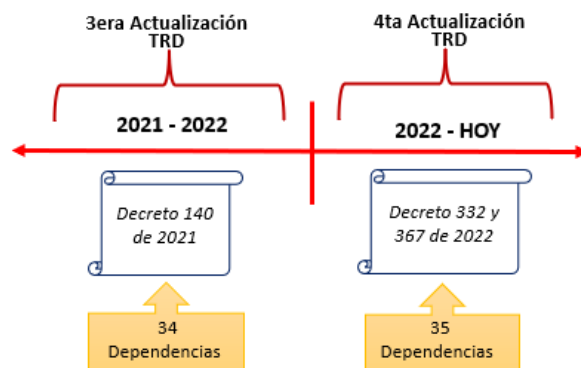 3era Actualización
TRD
4ta Actualización
TRD
2021 - 2022
2022 - HOY
Decreto 140
de 2021
Decreto 332 y
367 de 2022
34
Dependencias
35
Dependencias